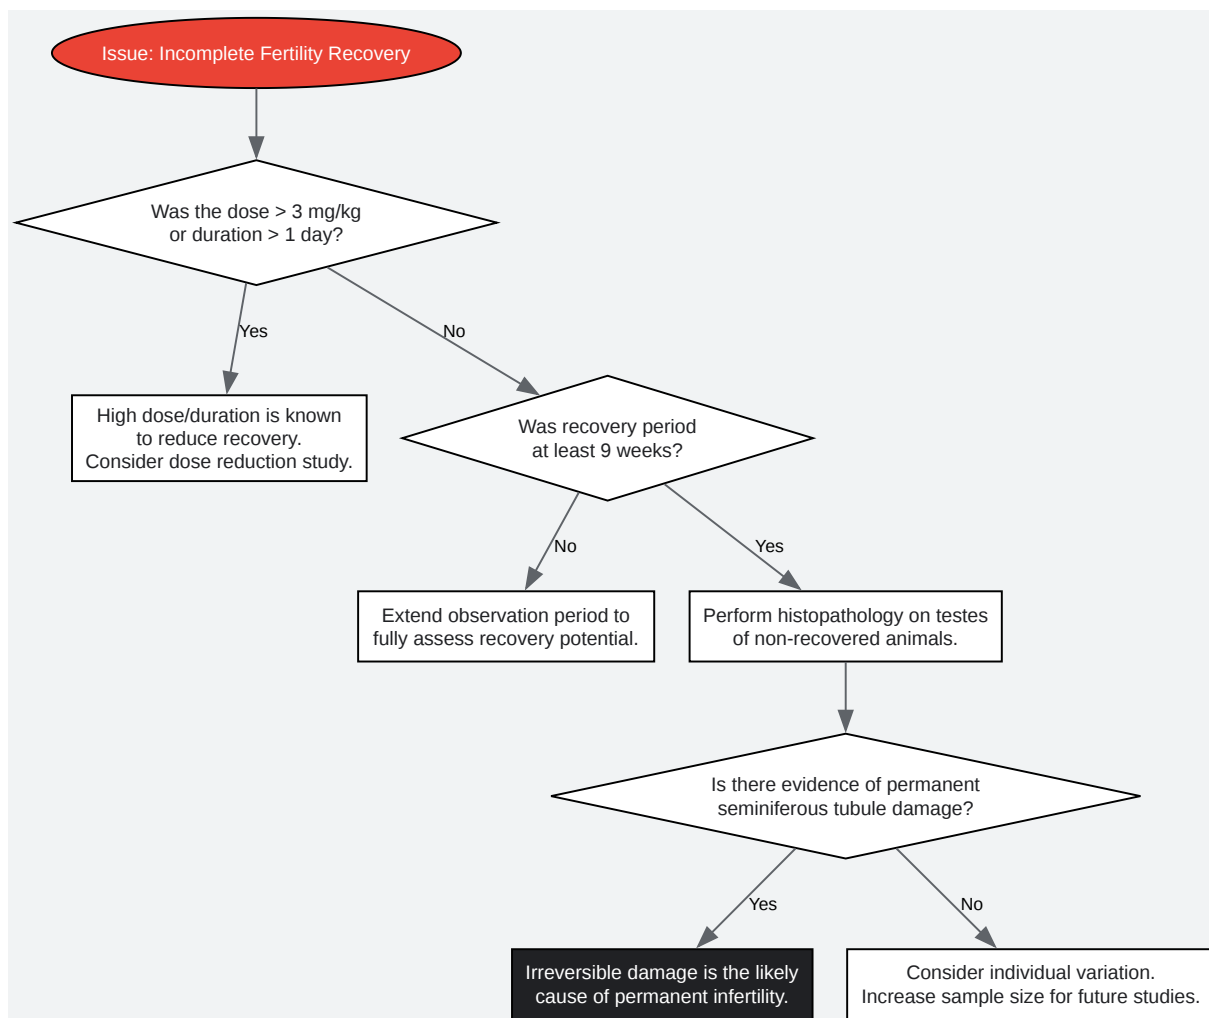 Issue: Incomplete Fertility Recovery
Was the dose > 3 mg/kg
or duration > 1 day?
Yes
No
High dose/duration is known
to reduce recovery.
Consider dose reduction study.
Was recovery period
at least 9 weeks?
No
Yes
Extend observation period to
fully assess recovery potential.
Perform histopathology on testes
of non-recovered animals.
Is there evidence of permanent
seminiferous tubule damage?
Yes
No
Irreversible damage is the likely
cause of permanent infertility.
Consider individual variation.
Increase sample size for future studies.